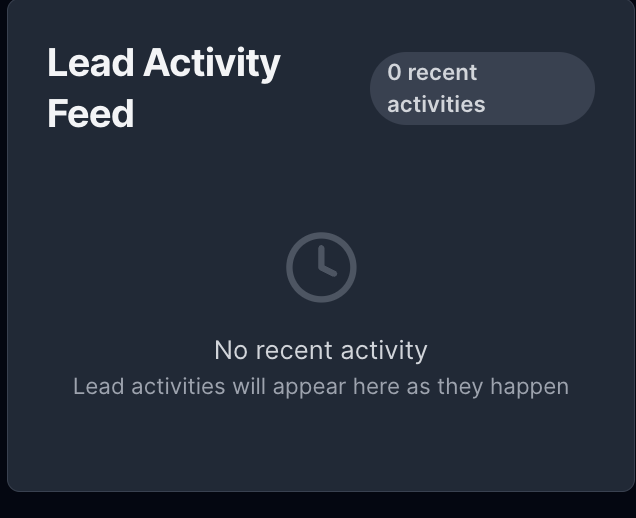 Lead Activity
Feed
0 recent
activities
No recent activity
Lead activities will appear here as they happen